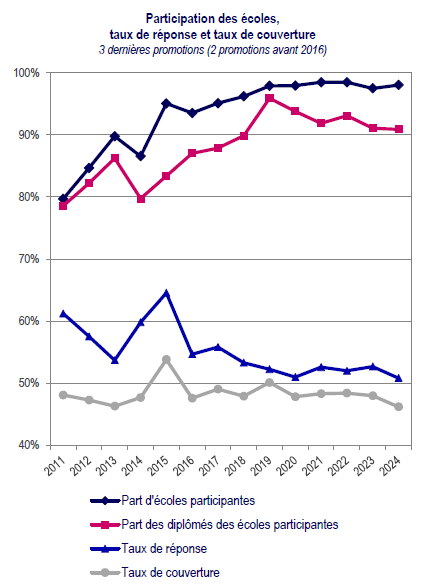 Participation des écoles,
taux de réponse et taux de couverture
3 dernières promotions (2 promotions avant 2016)
100%
90%
80%
70%
60%
50%
40%
2011 2012 2013 2014 2015 2016 2017 2018 2019 2020 2021 2022 2023 2024
Part d'écoles participantes
Part des diplômés des écoles participantes
Taux de réponse
Taux de couverture